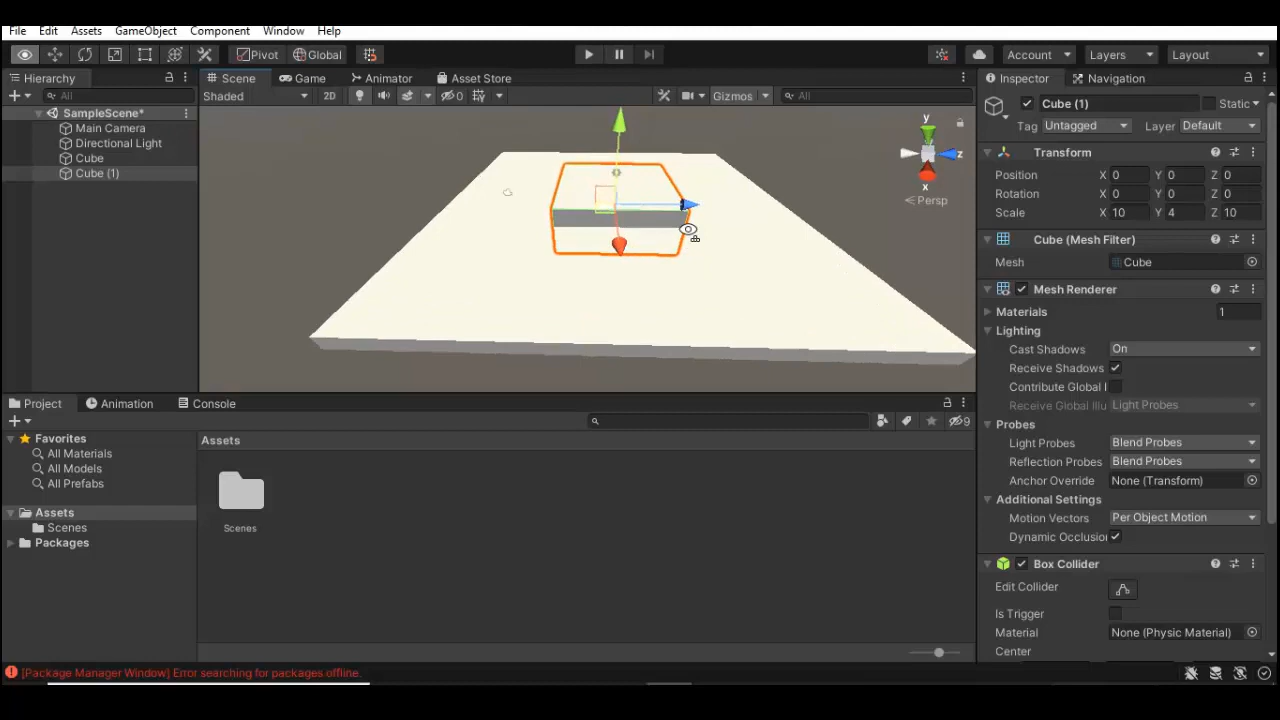 File Edit Assets GameObject Component Window Help
Pivot Global Account Layers Layout
Hierarchy
All
SampleScene*
Main Camera
Directional Light
Cube
Cube (1)
Scene Game Animator Asset Store
Shaded 2D 0 Gizmos All
y
z
x
Persp
Inspector Navigation
Cube (1) Static
Tag Untagged Layer Default
Transform
Position X 0 Y 0 Z 0
Rotation X 0 Y 0 Z 0
Scale X 10 Y 4 Z 10
Cube (Mesh Filter)
Mesh Cube
Mesh Renderer
Materials 1
Lighting
Cast Shadows On
Receive Shadows
Contribute Global I
Receive Global Illu Light Probes
Probes
Light Probes Blend Probes
Reflection Probes Blend Probes
Anchor Override None (Transform)
Additional Settings
Motion Vectors Per Object Motion
Dynamic Occlusion
Box Collider
Edit Collider
Is Trigger
Material None (Physic Material)
Center
Project Animation Console
9
Favorites
All Materials
All Models
All Prefabs
Assets
Scenes
Packages
Assets
Scenes
[Package Manager Window] Error searching for packages offline.